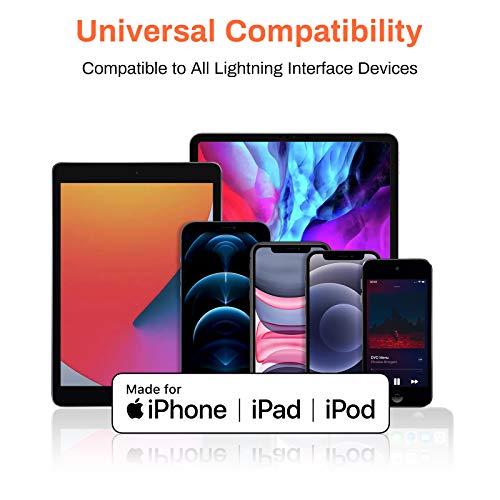 Universal Compatibility
Compatible to All Lightning Interface Devices
Made for
iPhone | iPad | iPod